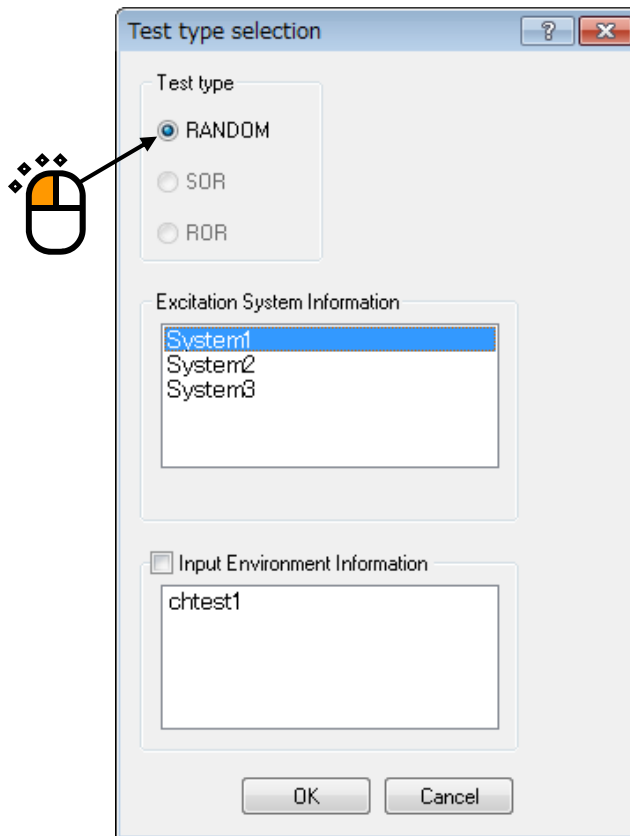 Test type selection
Test type
RANDOM
SOR
ROR
Excitation System Information
System1
System2
System3
Input Environment Information
chtest1
OK
Cancel